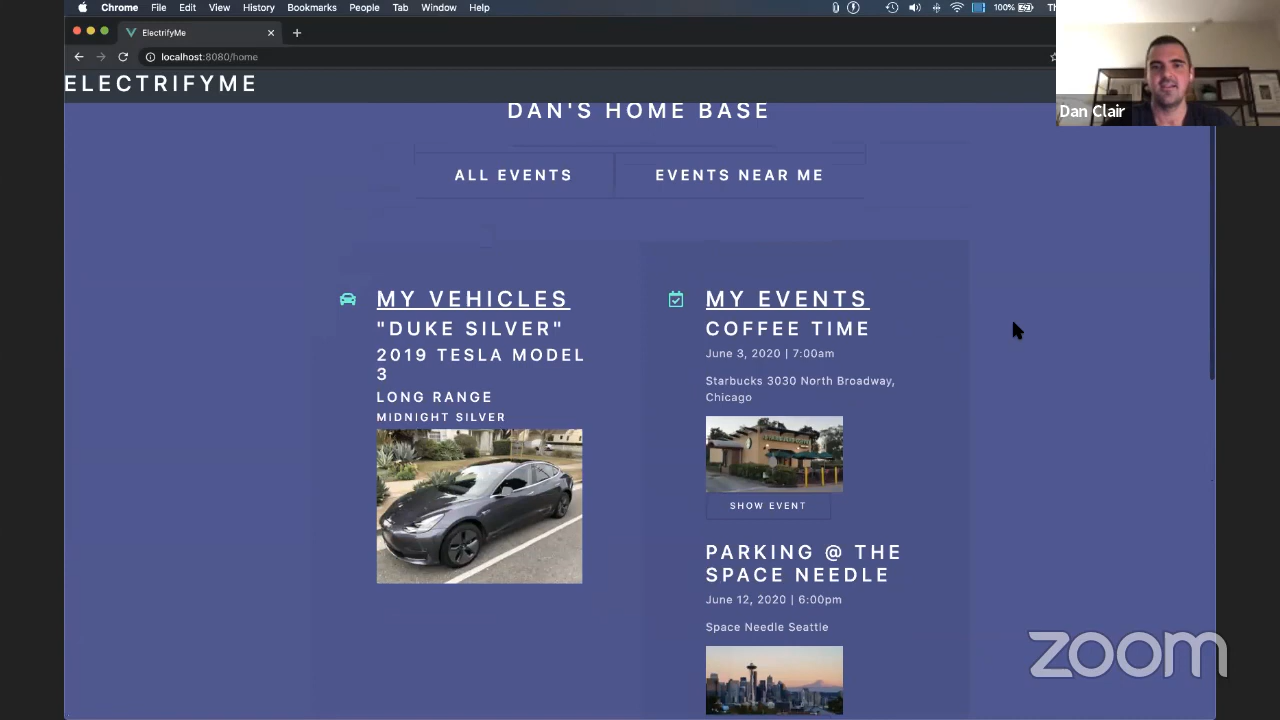 Chrome File Edit View History Bookmarks People Tab Window Help 100%
ElectrifyMe
localhost:8080/home
ELECTRIFYME
Dan Clair
DAN'S HOME BASE
ALL EVENTS EVENTS NEAR ME
MY VEHICLES
"DUKE SILVER"
2019 TESLA MODEL
3
LONG RANGE
MIDNIGHT SILVER
MY EVENTS
COFFEE TIME
June 3, 2020 | 7:00am
Starbucks 3030 North Broadway,
Chicago
SHOW EVENT
PARKING @ THE
SPACE NEEDLE
June 12, 2020 | 6:00pm
Space Needle Seattle
zoom